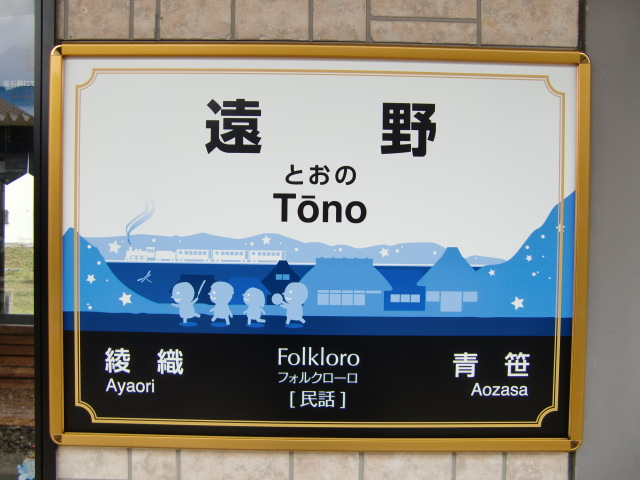 遠野
とおの
Tōno
綾織
Ayaori
Folkloro
フォルクローロ
[民話]
青笹
Aozasa